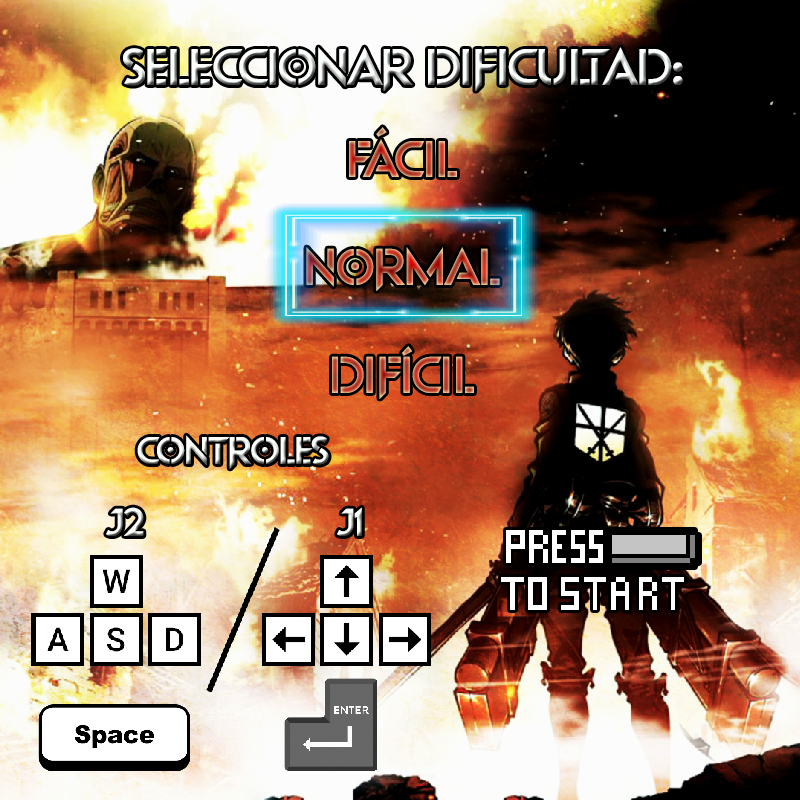 SELECCIONAR DIFICULTAD:
FÁCIL
NORMAL
DIFÍCIL
CONTROLES
J2 J1
W
A S D
PRESS
TO START
Space
ENTER